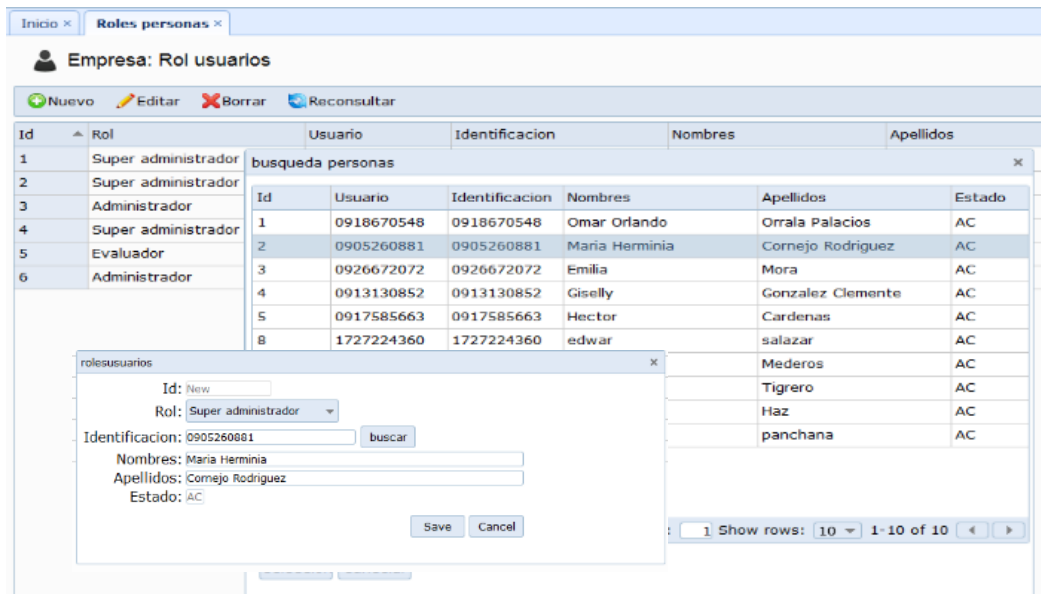 Inicio × Roles personas ×
Empresa: Rol usuarios
Nuevo Editar Borrar Reconsultar
Id Rol Usuario Identificacion Nombres Apellidos
1 Super administrador
2 Super administrador
3 Administrador
4 Super administrador
5 Evaluador
6 Administrador
busqueda personas ×
Id Usuario Identificacion Nombres Apellidos Estado
1 0918670548 0918670548 Omar Orlando Orrala Palacios AC
2 0905260881 0905260881 Maria Herminia Cornejo Rodriguez AC
3 0926672072 0926672072 Emilia Mora AC
4 0913130852 0913130852 Giselly Gonzalez Clemente AC
5 0917585663 0917585663 Hector Cardenas AC
8 1727224360 1727224360 edwar salazar AC
Mederos AC
Tigrero AC
Haz AC
panchana AC
1 Show rows: 10 1-10 of 10
rolesusuarios ×
Id: New
Rol: Super administrador
Identificacion: 0905260881 buscar
Nombres: Maria Herminia
Apellidos: Cornejo Rodriguez
Estado: AC
Save Cancel